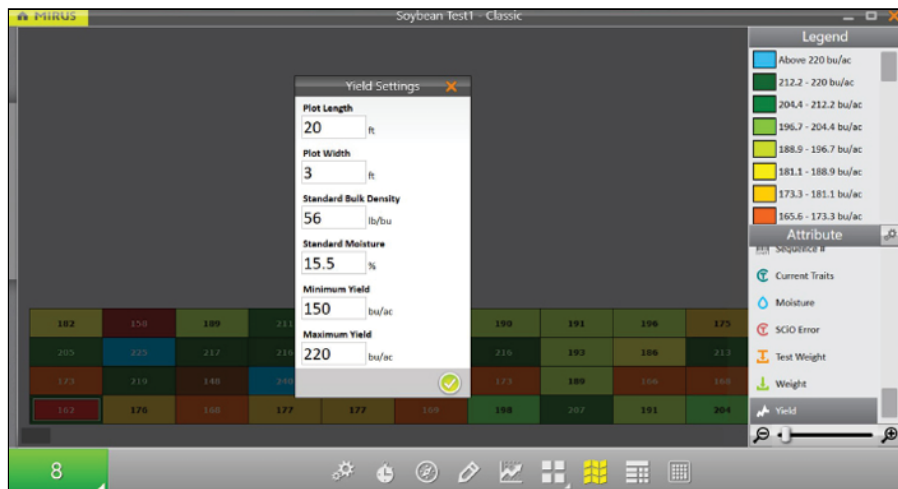 MIRUS
Soybean Test1 - Classic
Legend
Above 220 bu/ac
212.2 - 220 bu/ac
204.4 - 212.2 bu/ac
196.7 - 204.4 bu/ac
188.9 - 196.7 bu/ac
181.1 - 188.9 bu/ac
173.3 - 181.1 bu/ac
165.6 - 173.3 bu/ac
Attribute
Sequence #
Current Traits
Moisture
SCiO Error
Test Weight
Weight
Yield
Yield Settings
Plot Length
20 ft
Plot Width
3 ft
Standard Bulk Density
56 lb/bu
Standard Moisture
15.5 %
Minimum Yield
150 bu/ac
Maximum Yield
220 bu/ac
182 158 189 211 190 191 196 175
205 225 217 216 216 193 186 213
173 219 148 173 189 166 168
162 176 160 177 177 169 198 207 191 204
8